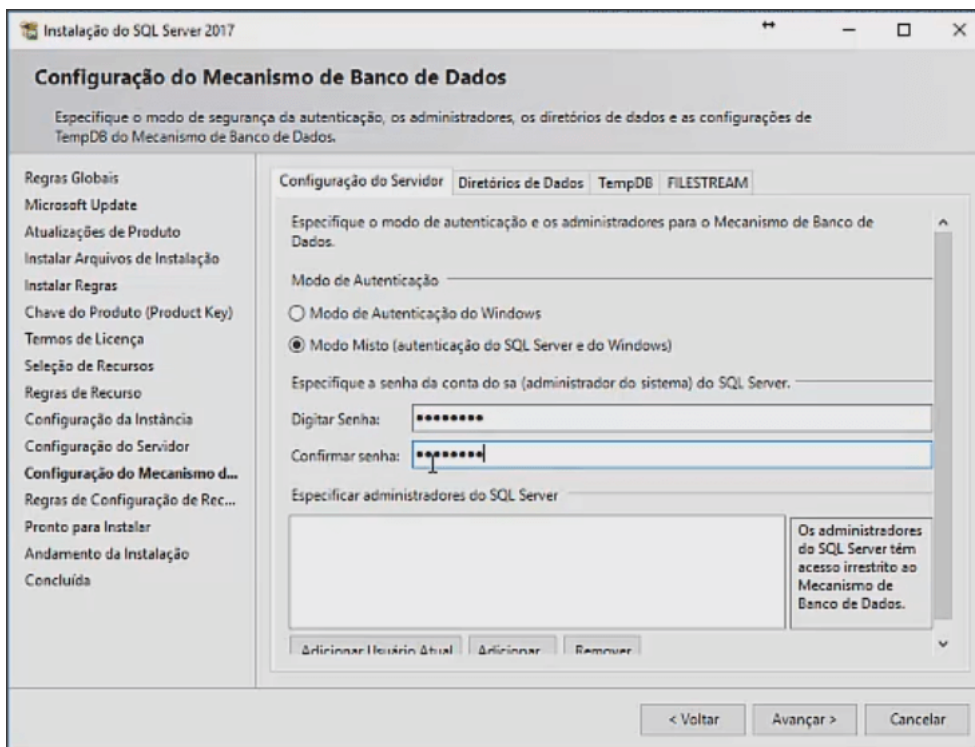 Instalação do SQL Server 2017
Configuração do Mecanismo de Banco de Dados
Especifique o modo de segurança da autenticação, os administradores, os diretórios de dados e as configurações de
TempDB do Mecanismo de Banco de Dados.
Regras Globais
Microsoft Update
Atualizações de Produto
Instalar Arquivos de Instalação
Instalar Regras
Chave do Produto (Product Key)
Termos de Licença
Seleção de Recursos
Regras de Recurso
Configuração da Instância
Configuração do Servidor
Configuração do Mecanismo d...
Regras de Configuração de Rec...
Pronto para Instalar
Andamento da Instalação
Concluída
Configuração do Servidor Diretórios de Dados TempDB FILESTREAM
Especifique o modo de autenticação e os administradores para o Mecanismo de Banco de
Dados.
Modo de Autenticação
Modo de Autenticação do Windows
Modo Misto (autenticação do SQL Server e do Windows)
Especifique a senha da conta do sa (administrador do sistema) do SQL Server.
Digitar Senha: ••••••••
Confirmar senha: ••••••••
Especificar administradores do SQL Server
Os administradores
do SQL Server têm
acesso irrestrito ao
Mecanismo de
Banco de Dados.
Adicionar Usuário Atual Adicionar... Remover
< Voltar Avançar > Cancelar